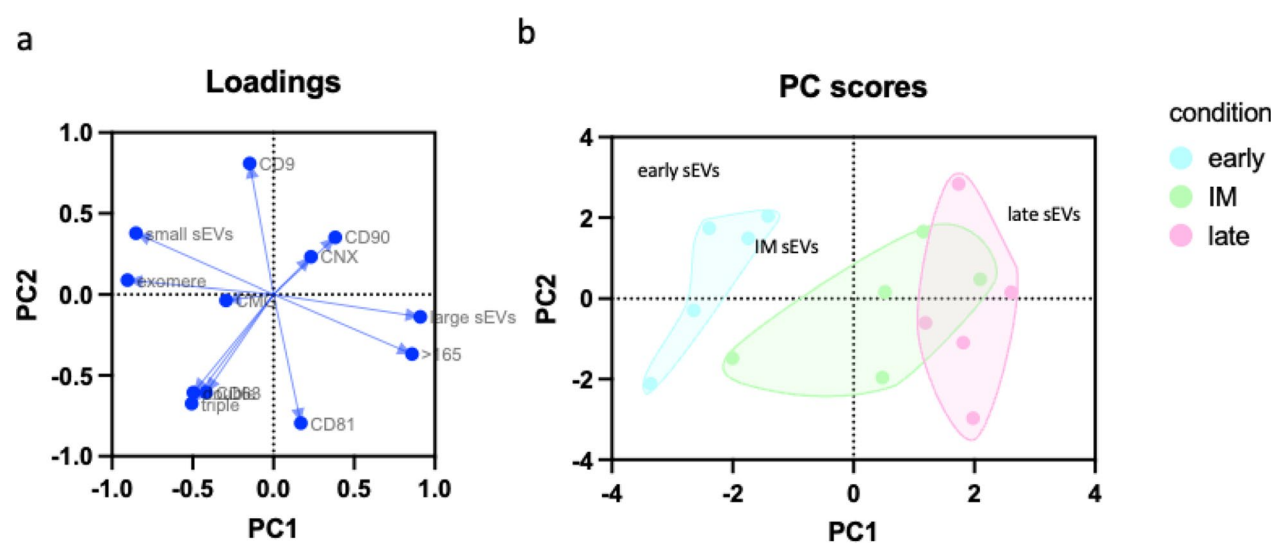 a
Loadings
1.0
0.5
0.0
-0.5
-1.0
PC2
CD9
small sEVs
CD90
CNX
exomere
large sEVs
>165
CD63
triple
CD81
-1.0 -0.5 0.0 0.5 1.0
PC1
b
PC scores
4
2
0
-2
-4
PC2
early sEVs
IM sEVs
late sEVs
-4 -2 0 2 4
PC1
condition
early
IM
late